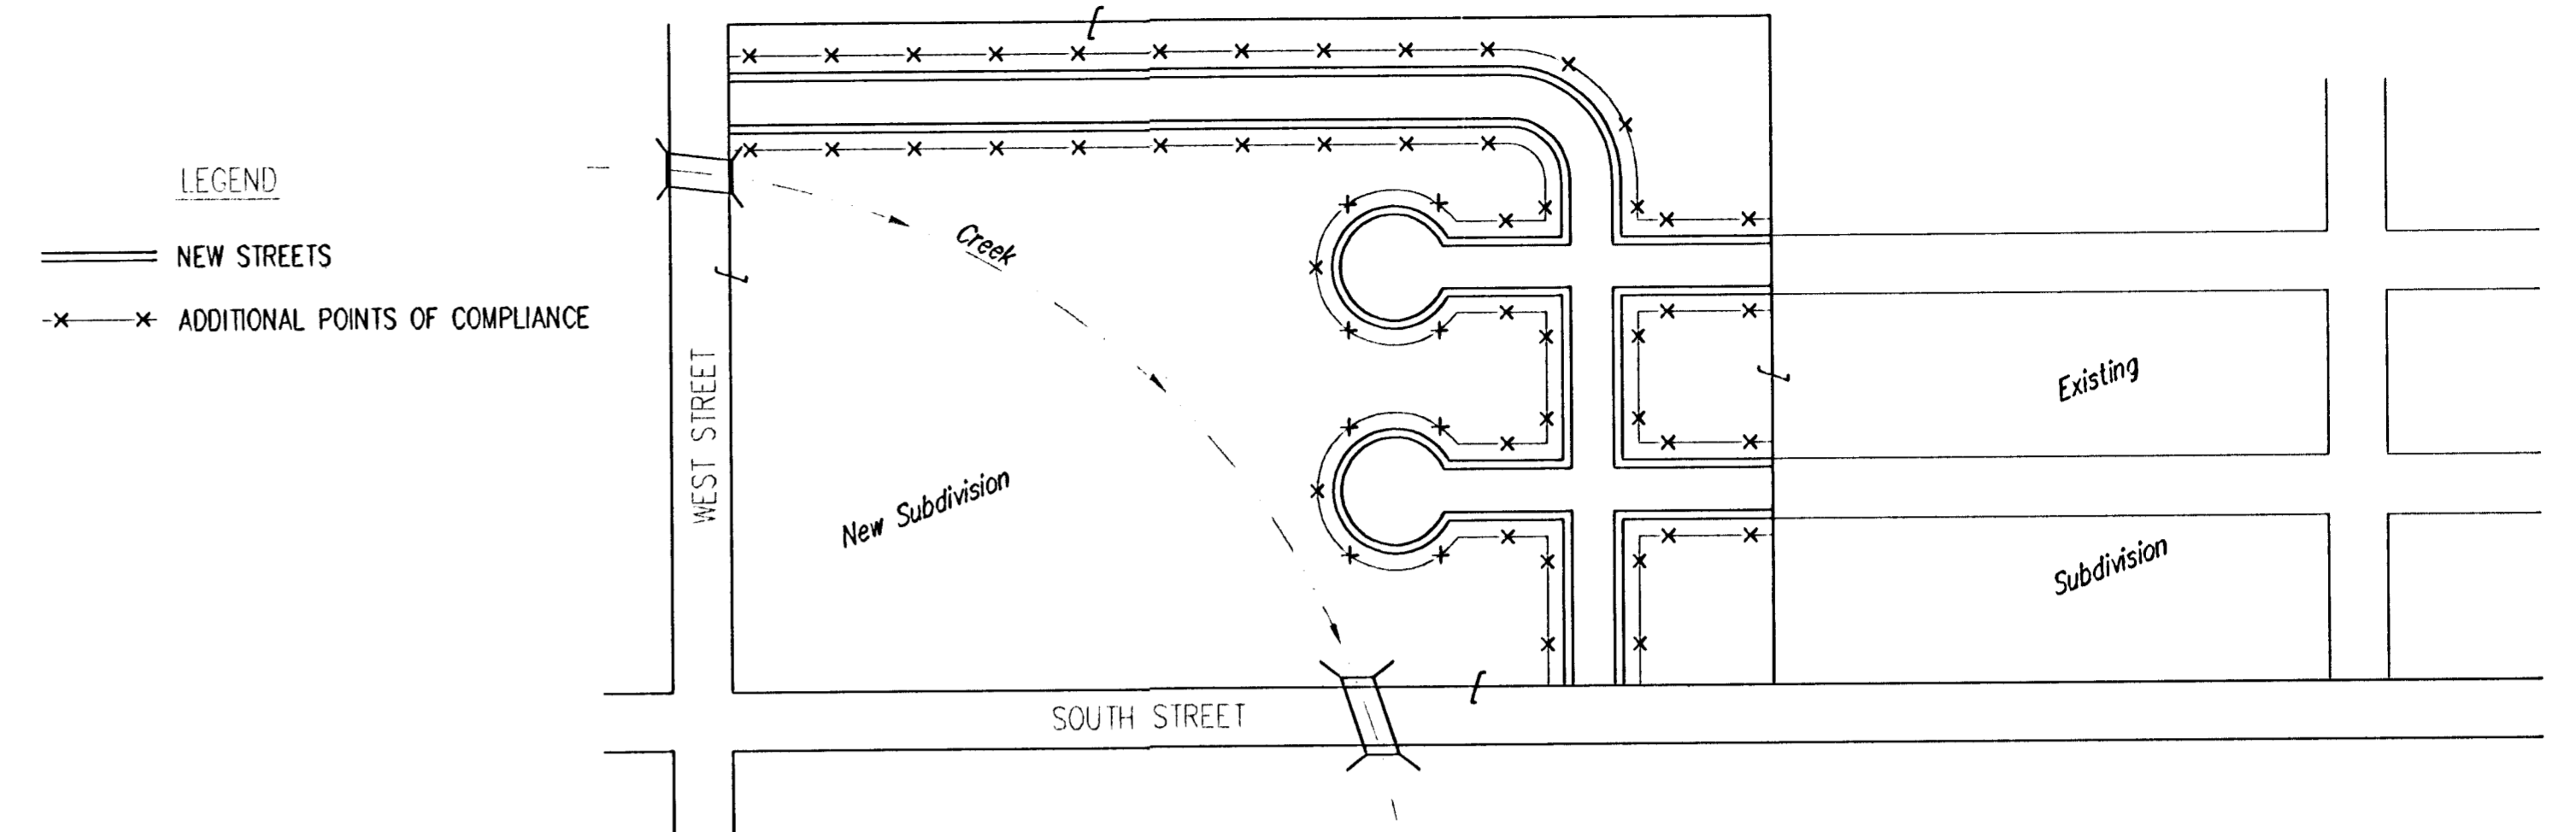 LEGEND
NEW STREETS
ADDITIONAL POINTS OF COMPLIANCE
Creek
WEST STREET
New Subdivision
Existing
Subdivision
SOUTH STREET